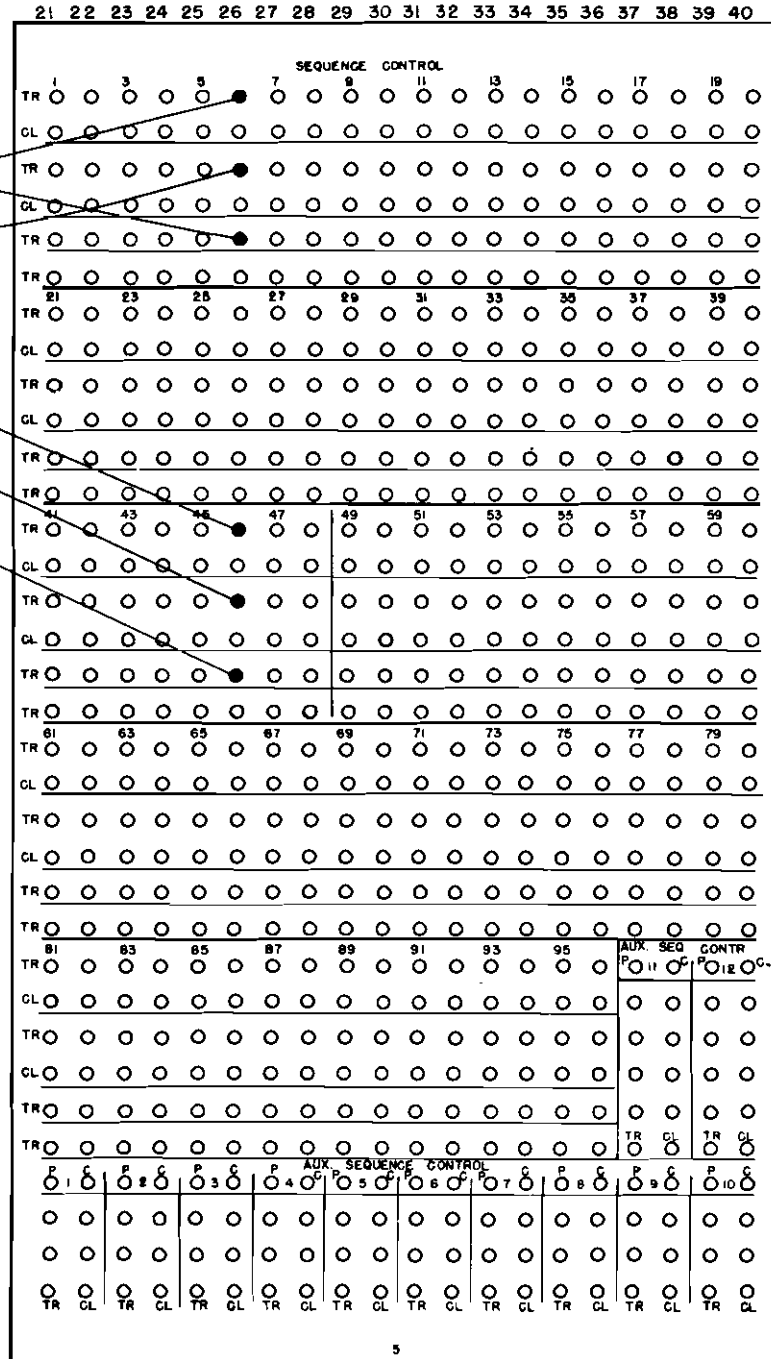 21 22 23 24 25 26 27 28 29 30 31 32 33 34 35 36 37 38 39 40
SEQUENCE CONTROL
1 3 5 7 9 11 13 15 17 19
TR
CL
TR
CL
TR
TR
21 23 25 27 29 31 33 35 37 39
TR
CL
TR
CL
TR
TR
41 43 45 47 49 51 53 55 57 59
TR
CL
TR
CL
TR
TR
61 63 65 67 69 71 73 75 77 79
TR
CL
TR
CL
TR
TR
81 83 85 87 89 91 93 95 AUX. SEQ CONTR
TR P 11 C P 12 C
CL
TR
CL
TR
TR CL TR CL
TR
AUX. SEQUENCE CONTROL
P C P C P C P C P C P C P C P C P C P C
1 2 3 4 5 6 7 8 9 10
TR CL TR CL TR CL TR CL TR CL TR CL TR CL TR CL TR CL TR CL
5